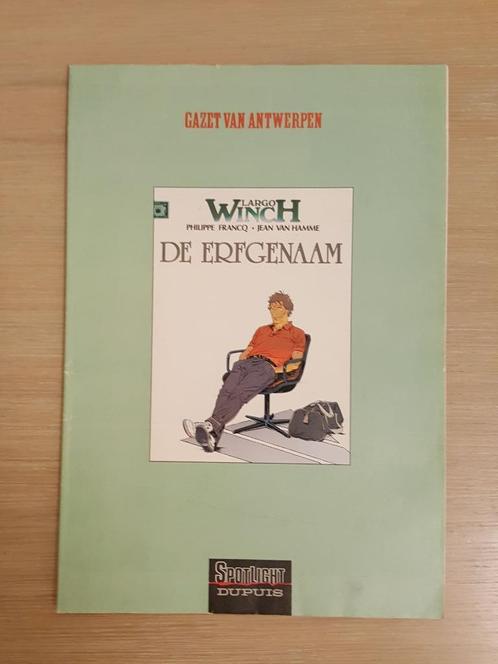 GAZET VAN ANTWERPEN
LARGO
WINCH
PHILIPPE FRANCQ • JEAN VAN HAMME
DE ERFGENAAM
SPOTLIGHT
DUPUIS